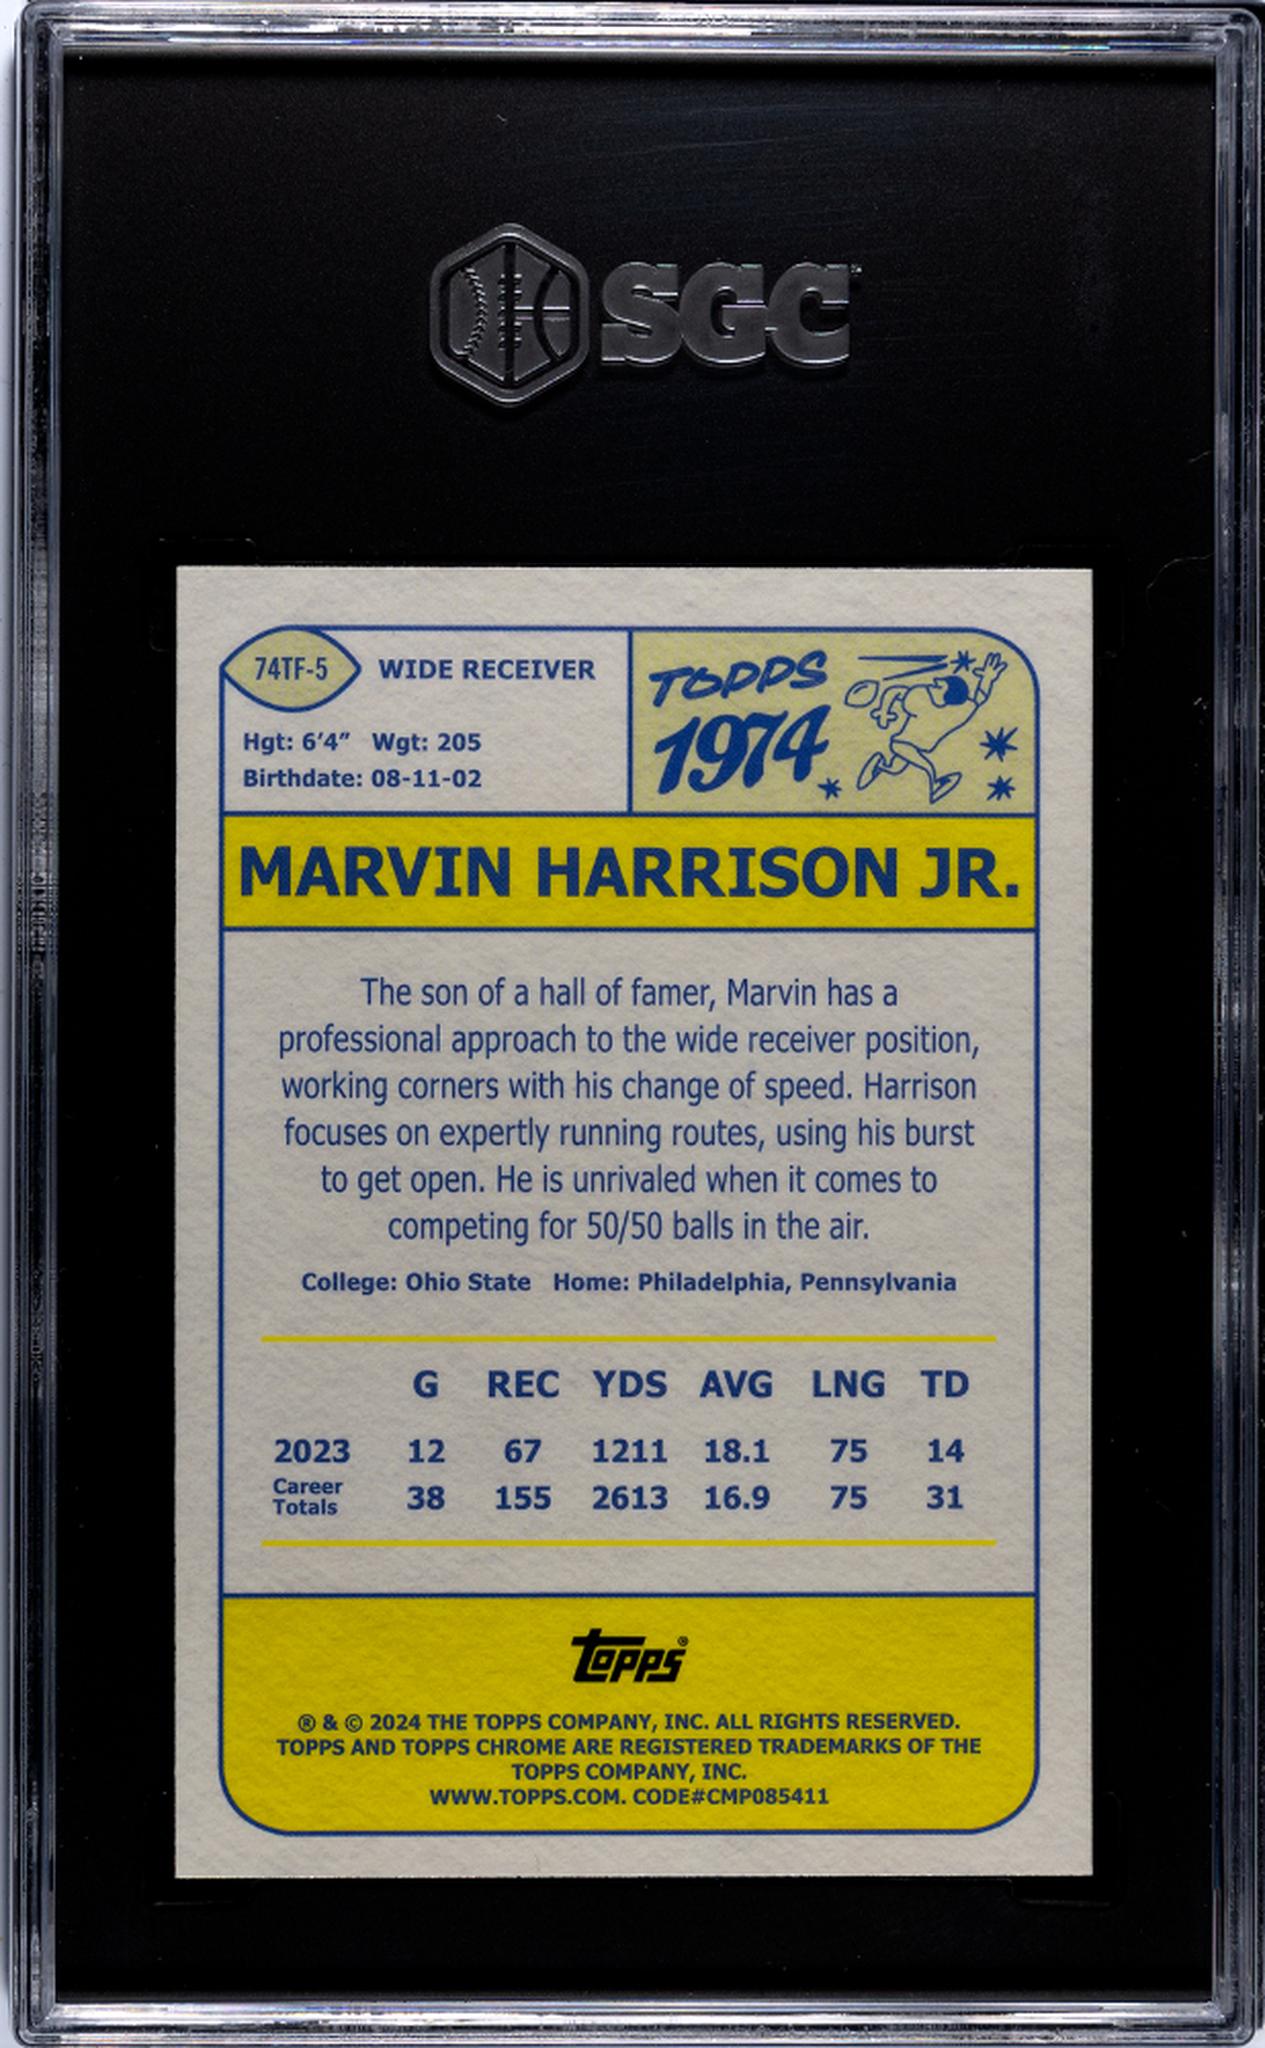 SGC
74TF-5 WIDE RECEIVER
Hgt: 6'4" Wgt: 205
Birthdate: 08-11-02
TOPPS
1974
MARVIN HARRISON JR.
The son of a hall of famer, Marvin has a
professional approach to the wide receiver position,
working corners with his change of speed. Harrison
focuses on expertly running routes, using his burst
to get open. He is unrivaled when it comes to
competing for 50/50 balls in the air.
College: Ohio State Home: Philadelphia, Pennsylvania
G REC YDS AVG LNG TD
2023 12 67 1211 18.1 75 14
Career Totals 38 155 2613 16.9 75 31
topps®
® & © 2024 THE TOPPS COMPANY, INC. ALL RIGHTS RESERVED.
TOPPS AND TOPPS CHROME ARE REGISTERED TRADEMARKS OF THE
TOPPS COMPANY, INC.
WWW.TOPPS.COM. CODE#CMP085411